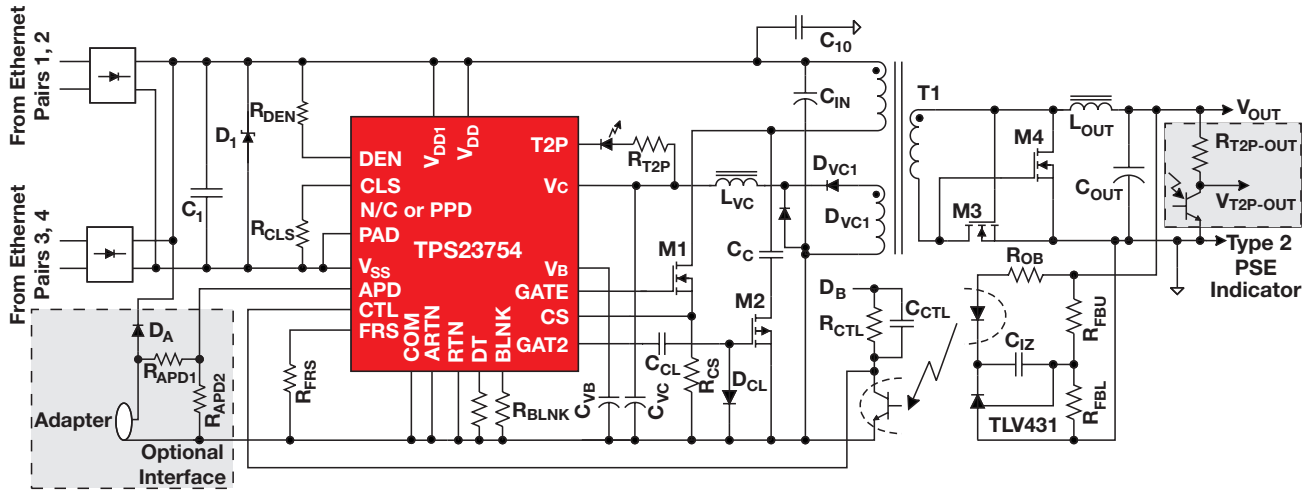 From Ethernet
Pairs 1, 2
From Ethernet
Pairs 3, 4
C10
D1
RDEN
C1
RCLS
DEN
CLS
N/C or PPD
PAD
TPS23754
VSS
APD
CTL
FRS
VDD1
VDD
T2P
VC
VB
GATE
CS
GAT2
COM
ARTN
RTN
DT
BLNK
RT2P
LVC
DVC1
DVC1
CIN
T1
M4
LOUT
COUT
VOUT
RT2P-OUT
VT2P-OUT
Type 2
PSE
Indicator
M3
M1
CC
M2
DB
RCTL
CCTL
ROB
RFBU
CIZ
RFBL
TLV431
CCL
RCS
DCL
CVB
CVC
RBLNK
RFRS
DA
RAPD1
RAPD2
Adapter
Optional
Interface